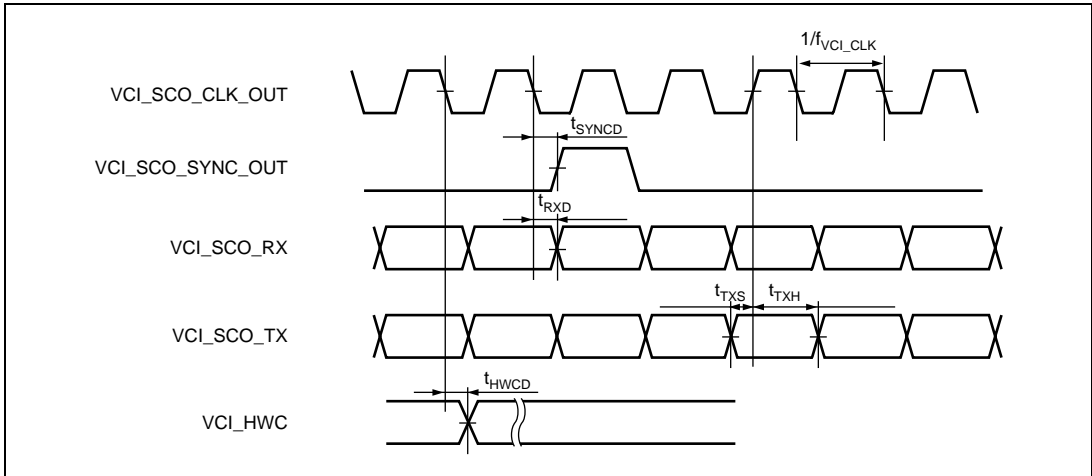 1/fVCI_CLK
VCI_SCO_CLK_OUT
tSYNCD
VCI_SCO_SYNC_OUT
tRXD
VCI_SCO_RX
tTXS tTXH
VCI_SCO_TX
tHWCD
VCI_HWC